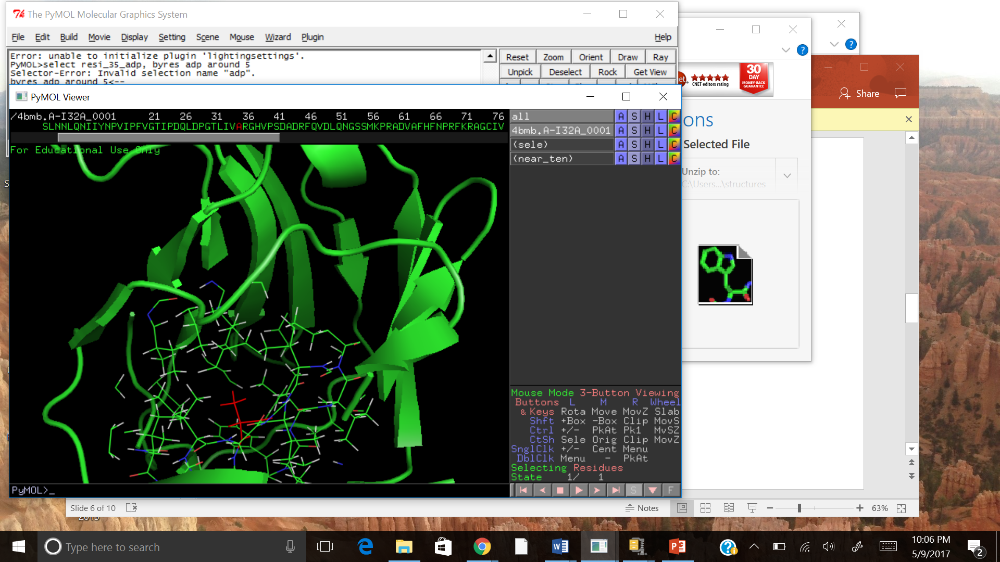 The PyMOL Molecular Graphics System
File Edit Build Movie Display Setting Scene Mouse Wizard Plugin Help
Error: unable to initialize plugin 'lightingsettings'.
PyMOL>select resi_35_adp, byres adp around 5
Selector-Error: Invalid selection name "adp".
byres adp around 5<--
Reset Zoom Orient Draw Ray
Unpick Deselect Rock Get View
PyMOL Viewer
/4bmb.A-I32A_0001 21 26 31 36 41 46 51 56 61 66 71 76
SLNNLQNIIYNPVIPFVGTIPDQLDPGTLIVARGHVPSDADRFQVDLQNGSSMKPRADVAFHFNPRFKRAGCIV
For Educational Use Only
all A S H L C
4bmb.A-I32A_0001 A S H L C
(sele) A S H L C
(near_ten) A S H L C
Mouse Mode 3-Button Viewing
Buttons L M R Wheel
& Keys Rota Move MovZ Slab
Shft +Box -Box Clip MovS
Ctrl +/- PkAt Pk1 MvSZ
CtSh Sele Orig Clip MovZ
SnglClk +/- Cent Menu
DblClk Menu - PkAt
Selecting Residues
State 1/ 1
S F
PyMOL>_
et.
CNET editors rating
30
DAY
MONEY-BACK
GUARANTEE
Share
ons
Selected File
Unzip to:
C:\Users...\structures
Slide 6 of 10
Notes
63%
2015
Type here to search
10:06 PM
5/9/2017
2